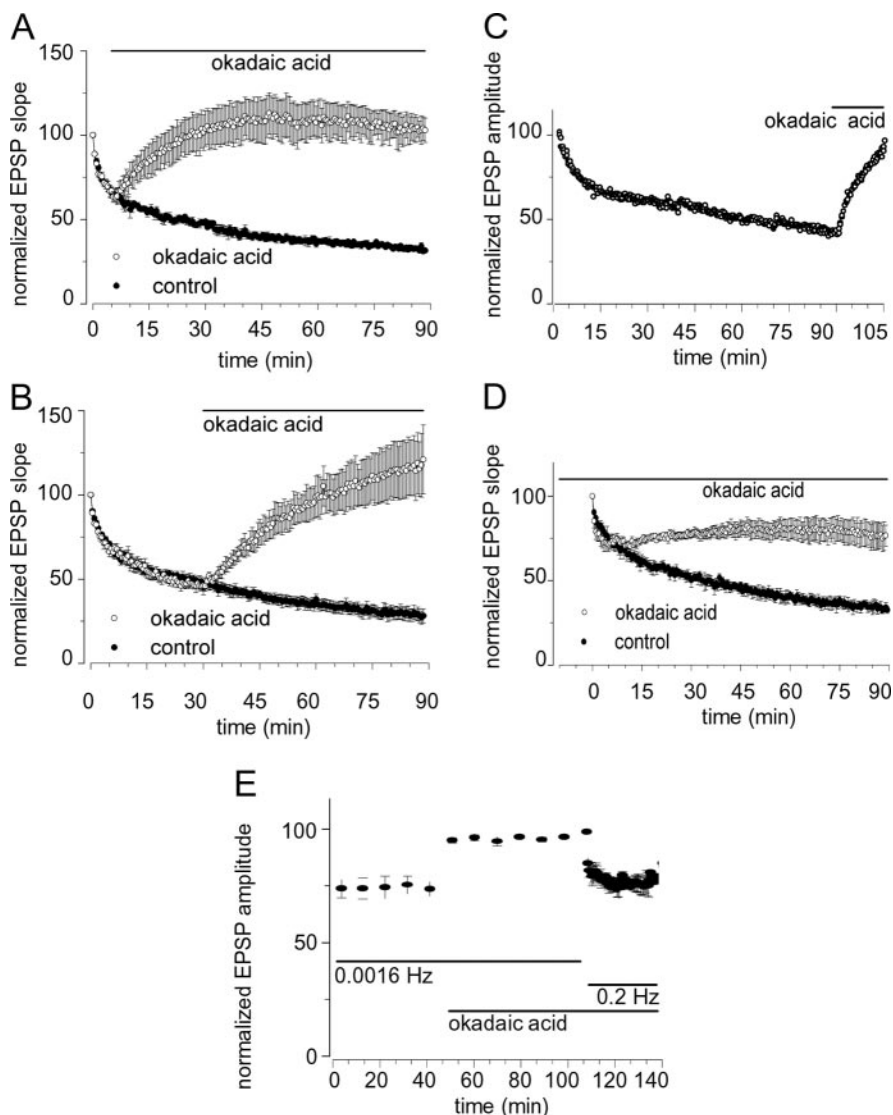 A
okadaic acid
normalized EPSP slope
150
100
50
0
okadaic acid
control
0 15 30 45 60 75 90
time (min)
B
okadaic acid
normalized EPSP slope
150
100
50
0
okadaic acid
control
0 15 30 45 60 75 90
time (min)
C
okadaic acid
normalized EPSP amplitude
100
50
0
0 15 30 45 60 75 90 105
time (min)
D
okadaic acid
normalized EPSP slope
100
50
0
okadaic acid
control
0 15 30 45 60 75 90
time (min)
E
normalized EPSP amplitude
100
50
0
0.0016 Hz
0.2 Hz
okadaic acid
0 20 40 60 80 100 120 140
time (min)